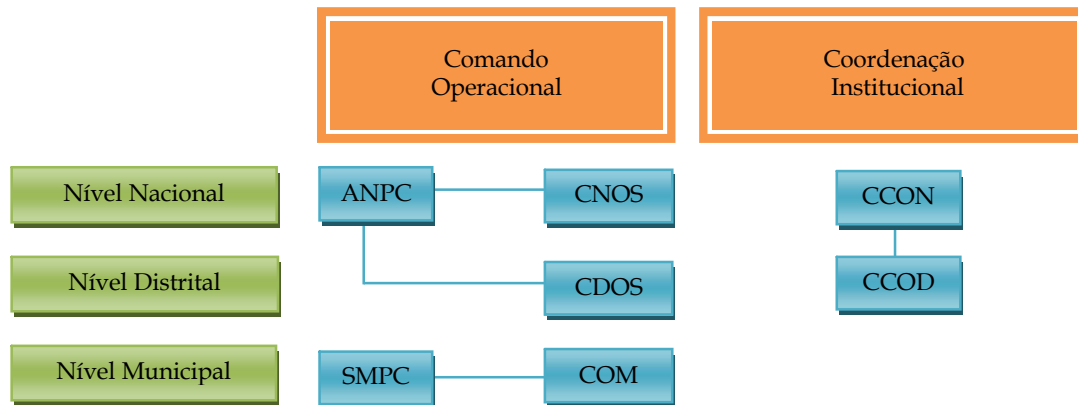 Comando
Operacional
Coordenação
Institucional
Nível Nacional
ANPC
CNOS
CCON
Nível Distrital
CDOS
CCOD
Nível Municipal
SMPC
COM